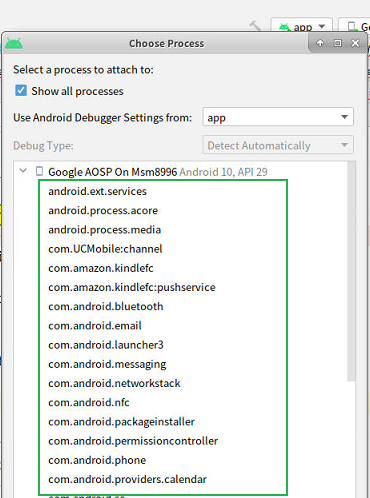 app
G
Choose Process
Select a process to attach to:
Show all processes
Use Android Debugger Settings from: app
Debug Type: Detect Automatically
Google AOSP On Msm8996 Android 10, API 29
android.ext.services
android.process.acore
android.process.media
com.UCMobile:channel
com.amazon.kindlefc
com.amazon.kindlefc:pushservice
com.android.bluetooth
com.android.email
com.android.launcher3
com.android.messaging
com.android.networkstack
com.android.nfc
com.android.packageinstaller
com.android.permissioncontroller
com.android.phone
com.android.providers.calendar